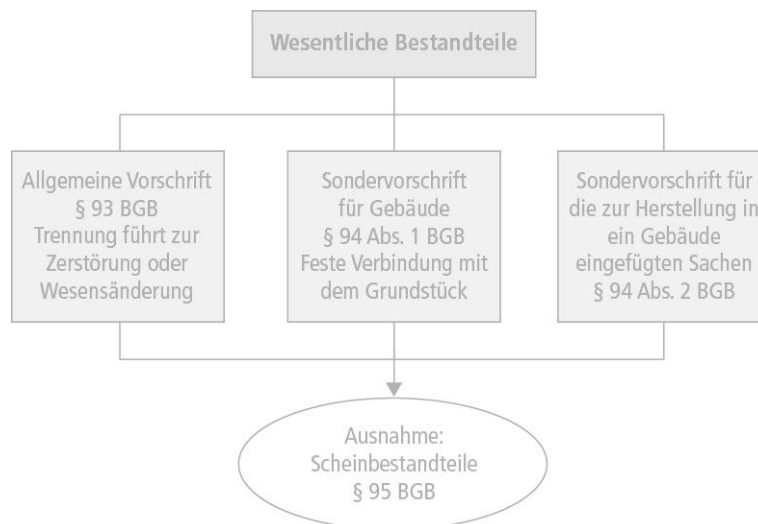 Wesentliche Bestandteile
Allgemeine Vorschrift
§ 93 BGB
Trennung führt zur
Zerstörung oder
Wesensänderung
Sondervorschrift
für Gebäude
§ 94 Abs. 1 BGB
Feste Verbindung mit
dem Grundstück
Sondervorschrift für
die zur Herstellung in
ein Gebäude
eingefügten Sachen
§ 94 Abs. 2 BGB
Ausnahme:
Scheinbestandteile
§ 95 BGB